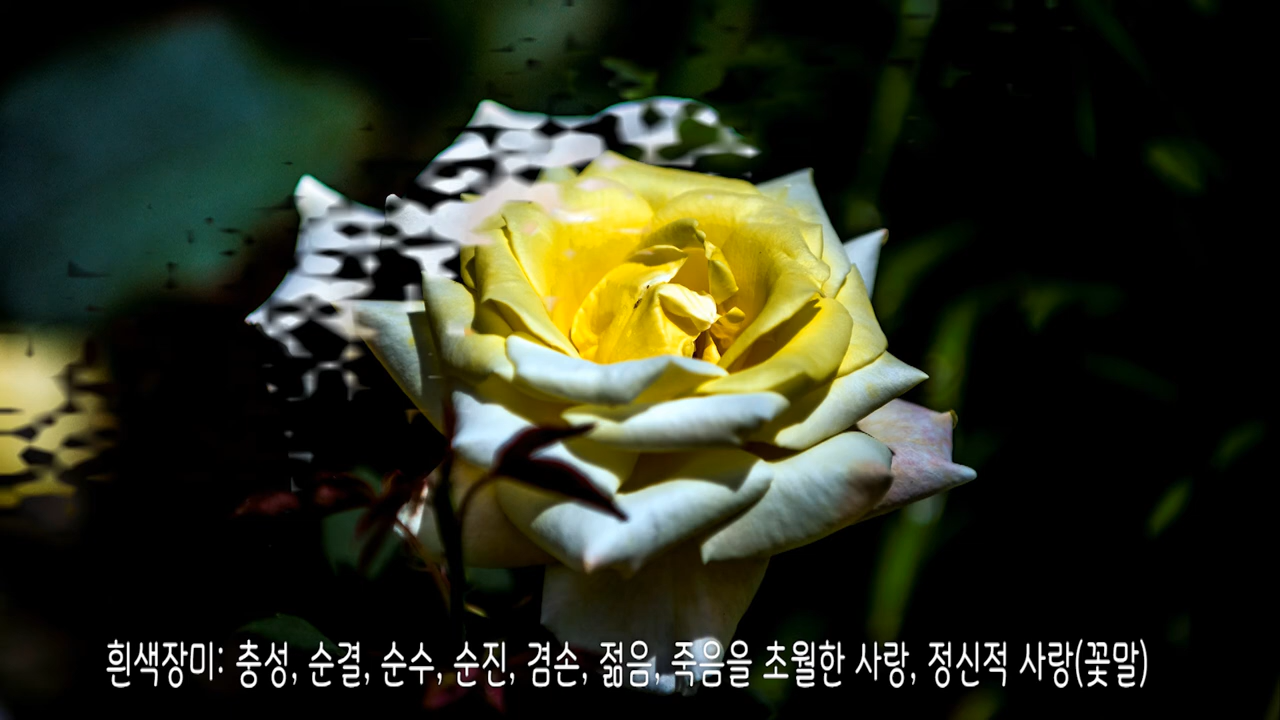 흰색장미: 충성, 순결, 순수, 순진, 겸손, 젊음, 죽음을 초월한 사랑, 정신적 사랑(꽃말)